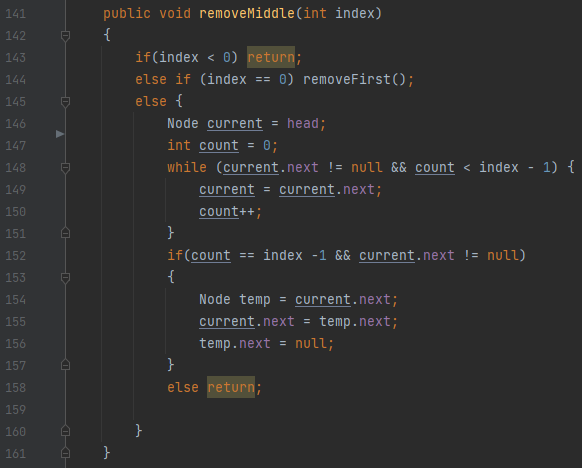 141 public void removeMiddle(int index)
142 {
143 if(index < 0) return;
144 else if (index == 0) removeFirst();
145 else {
146 Node current = head;
147 int count = 0;
148 while (current.next != null && count < index - 1) {
149 current = current.next;
150 count++;
151 }
152 if(count == index -1 && current.next != null)
153 {
154 Node temp = current.next;
155 current.next = temp.next;
156 temp.next = null;
157 }
158 else return;
159
160 }
161 }